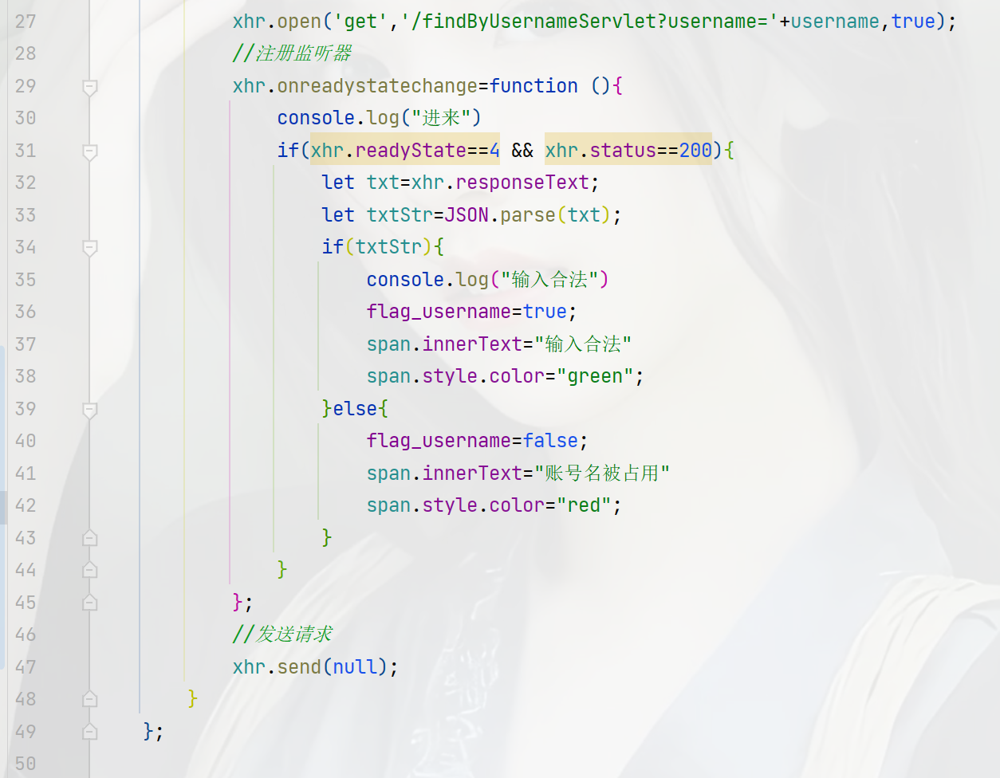 27 xhr.open('get','/findByUsernameServlet?username='+username,true);
28 //注册监听器
29 xhr.onreadystatechange=function (){
30 console.log("进来")
31 if(xhr.readyState==4 && xhr.status==200){
32 let txt=xhr.responseText;
33 let txtStr=JSON.parse(txt);
34 if(txtStr){
35 console.log("输入合法")
36 flag_username=true;
37 span.innerText="输入合法"
38 span.style.color="green";
39 }else{
40 flag_username=false;
41 span.innerText="账号名被占用"
42 span.style.color="red";
43 }
44 }
45 };
46 //发送请求
47 xhr.send(null);
48 }
49 };
50